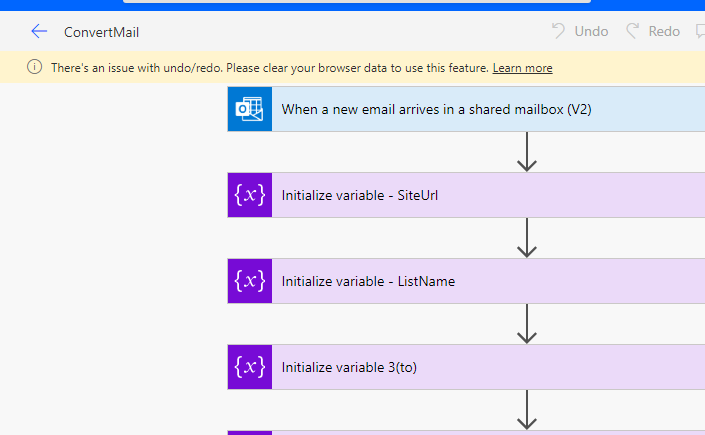 ConvertMail
Undo
Redo
There's an issue with undo/redo. Please clear your browser data to use this feature. Learn more
When a new email arrives in a shared mailbox (V2)
{x} Initialize variable - SiteUrl
{x} Initialize variable - ListName
{x} Initialize variable 3(to)